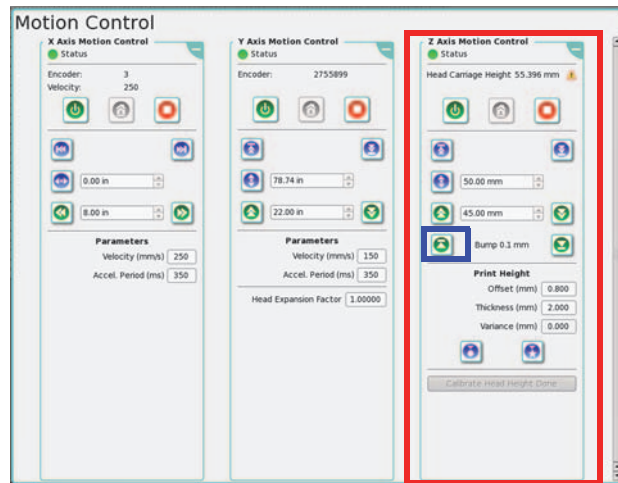 Motion Control
X Axis Motion Control
Status
Encoder: 3
Velocity: 250
0.00 in
8.00 in
Parameters
Velocity (mm/s) 250
Accel. Period (ms) 350
Y Axis Motion Control
Status
Encoder: 2755899
78.74 in
22.00 in
Parameters
Velocity (mm/s) 150
Accel. Period (ms) 350
Head Expansion Factor 1.00000
Z Axis Motion Control
Status
Head Carriage Height 55.396 mm
50.00 mm
45.00 mm
Bump 0.1 mm
Print Height
Offset (mm) 0.800
Thickness (mm) 2.000
Variance (mm) 0.000
Calibrate Head Height Done